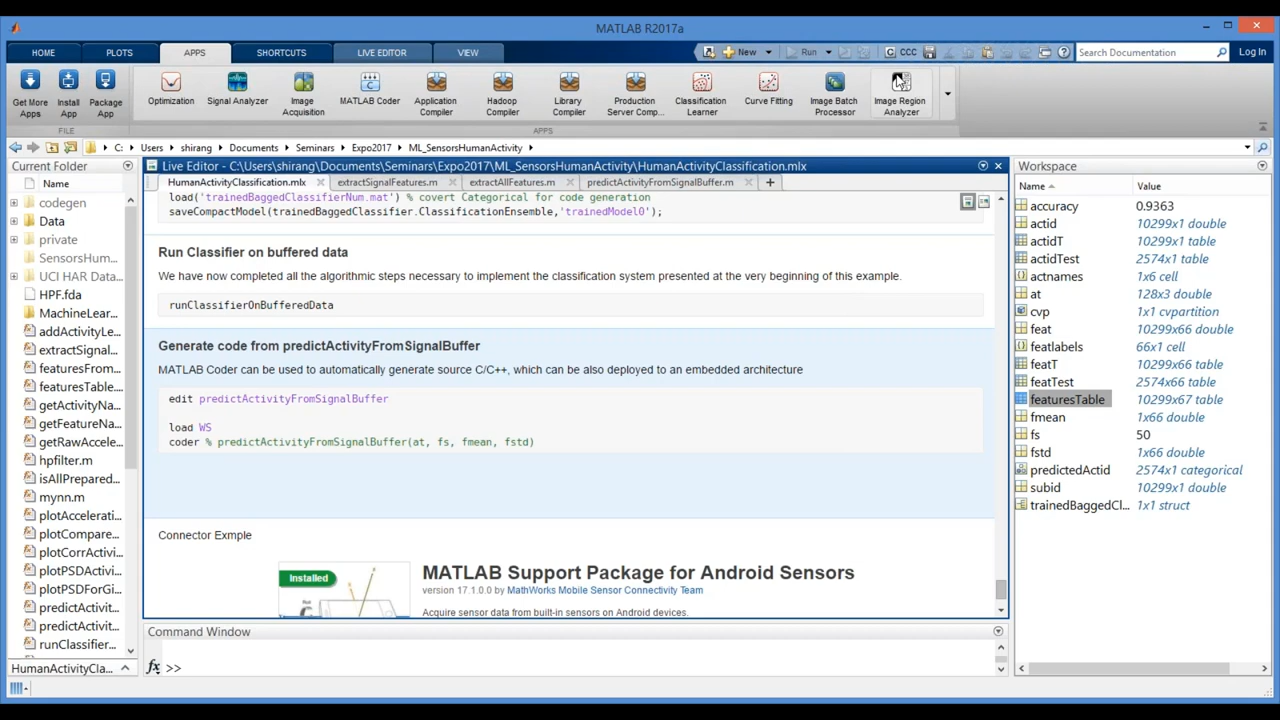 MATLAB R2017a
HOME PLOTS APPS SHORTCUTS LIVE EDITOR VIEW New Run CCC Search Documentation Log In
Get More Apps
Install App
Package App
Optimization
Signal Analyzer
Image Acquisition
MATLAB Coder
Application Compiler
Hadoop Compiler
Library Compiler
Production Server Comp...
Classification Learner
Curve Fitting
Image Batch Processor
Image Region Analyzer
FILE
APPS
C: Users shirang Documents Seminars Expo2017 ML_SensorsHumanActivity
Current Folder
Name
codegen
Data
private
SensorsHum...
UCI HAR Data...
HPF.fda
MachineLear...
addActivityLe...
extractSignal...
featuresFrom...
featuresTable...
getActivityNa...
getFeatureNa...
getRawAccele...
hpfilter.m
isAllPrepared...
mynn.m
plotAccelerati...
plotCompare...
plotCorrActivi...
plotPSDActivi...
plotPSDForGi...
predictActivit...
predictActivit...
runClassifier...
HumanActivityCla...
Live Editor - C:\Users\shirang\Documents\Seminars\Expo2017\ML_SensorsHumanActivity\HumanActivityClassification.mlx
HumanActivityClassification.mlx extractSignalFeatures.m extractAllFeatures.m predictActivityFromSignalBuffer.m
load('trainedBaggedClassifierNum.mat') % covert Categorical for code generation
saveCompactModel(trainedBaggedClassifier.ClassificationEnsemble,'trainedModel0');
Run Classifier on buffered data
We have now completed all the algorithmic steps necessary to implement the classification system presented at the very beginning of this example.
runClassifierOnBufferedData
Generate code from predictActivityFromSignalBuffer
MATLAB Coder can be used to automatically generate source C/C++, which can be also deployed to an embedded architecture
edit predictActivityFromSignalBuffer
load WS
coder % predictActivityFromSignalBuffer(at, fs, fmean, fstd)
Connector Exmple
Installed
MATLAB Support Package for Android Sensors
version 17.1.0.0 by MathWorks Mobile Sensor Connectivity Team
Acquire sensor data from built-in sensors on Android devices.
Command Window
fx >>
Workspace
Name Value
accuracy 0.9363
actid 10299x1 double
actidT 10299x1 table
actidTest 2574x1 table
actnames 1x6 cell
at 128x3 double
cvp 1x1 cvpartition
feat 10299x66 double
featlabels 66x1 cell
featT 10299x66 table
featTest 2574x66 table
featuresTable 10299x67 table
fmean 1x66 double
fs 50
fstd 1x66 double
predictedActid 2574x1 categorical
subid 10299x1 double
trainedBaggedCl... 1x1 struct